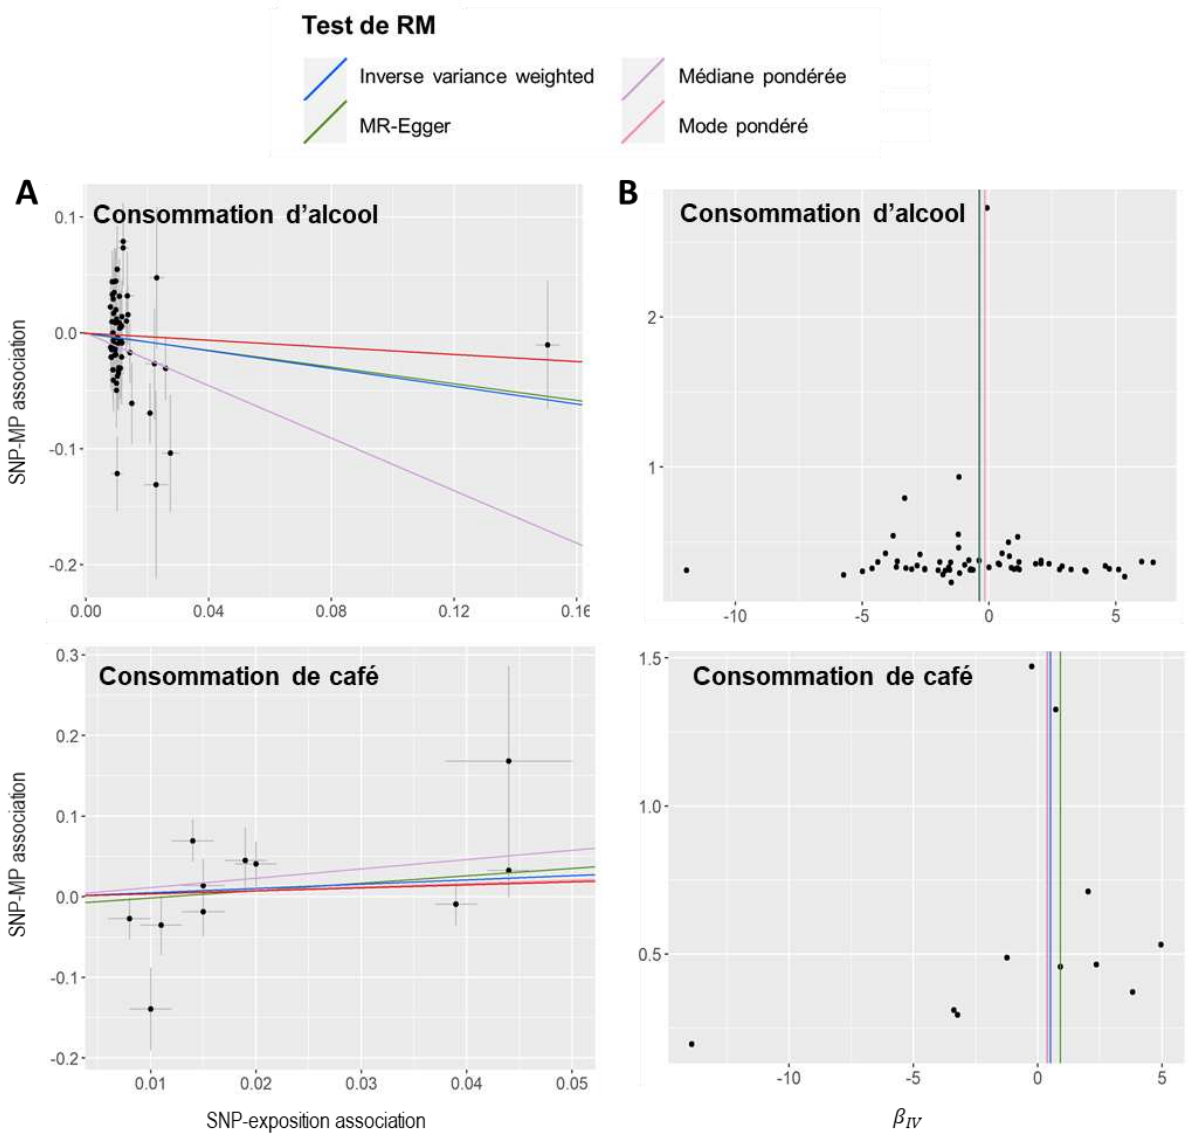 Test de RM
Inverse variance weighted
Médiane pondérée
MR-Egger
Mode pondéré
A
Consommation d'alcool
SNP-MP association
0.1
0.0
-0.1
-0.2
0.00
0.04
0.08
0.12
0.16
B
Consommation d'alcool
2
1
-10
-5
0
5
Consommation de café
SNP-MP association
0.3
0.2
0.1
0.0
-0.1
-0.2
0.01
0.02
0.03
0.04
0.05
SNP-exposition association
Consommation de café
1.5
1.0
0.5
-10
-5
0
5
β_IV